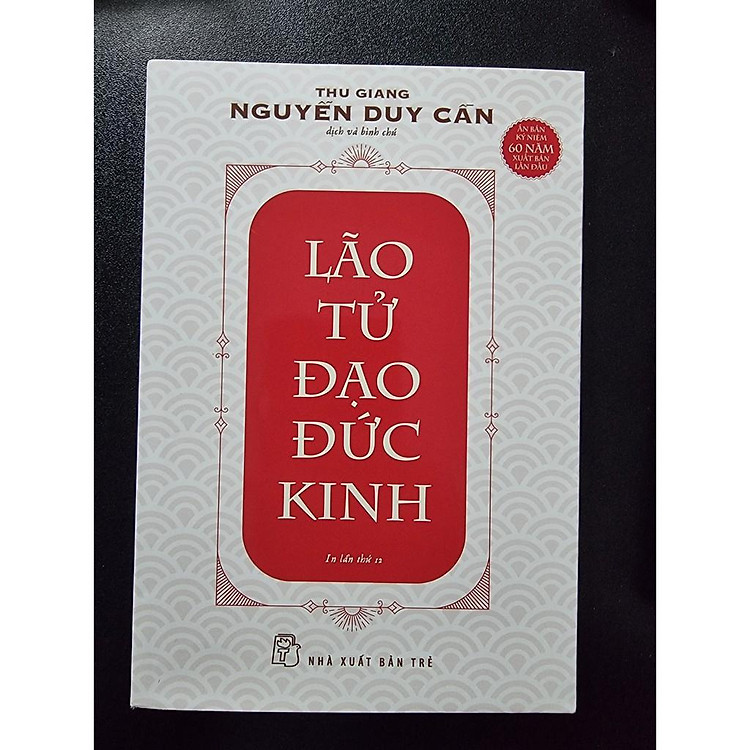 THU GIANG
NGUYỄN DUY CẦN
dịch và bình chú
ẤN BẢN
KỶ NIỆM
60 NĂM
XUẤT BẢN
LẦN ĐẦU
LÃO
TỬ
ĐẠO
ĐỨC
KINH
In lần thứ 12
NHÀ XUẤT BẢN TRẺ